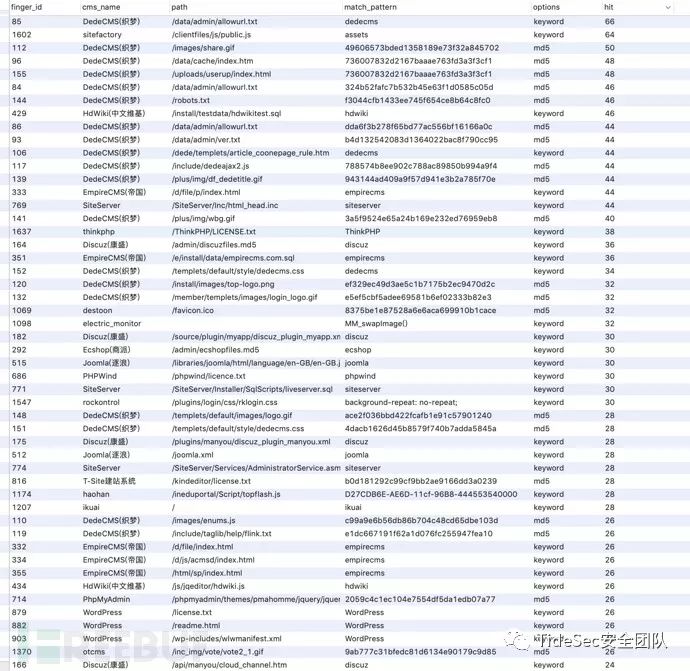 finger_id cms_name path match_pattern options hit
85 DedeCMS(织梦) /data/admin/allowurl.txt dedecms keyword 66
1602 sitefactory /clientfiles/js/public.js assets keyword 64
112 DedeCMS(织梦) /images/share.gif 49606573bded1358189e73f32a845702 md5 50
96 DedeCMS(织梦) /data/cache/index.htm 736007832d2167baaae763fd3a3f3cf1 md5 48
155 DedeCMS(织梦) /uploads/userup/index.html 736007832d2167baaae763fd3a3f3cf1 md5 48
84 DedeCMS(织梦) /data/admin/allowurl.txt 324b52fafc7b532b45e63f1d0585c05d md5 46
144 DedeCMS(织梦) /robots.txt f3044cfb1433ee745f654ce8b64c8fc0 md5 46
429 HdWiki(中文维基) /install/testdata/hdwikitest.sql hdwiki keyword 46
86 DedeCMS(织梦) /data/admin/allowurl.txt dda6f3b278f65bd77ac556bf16166a0c md5 44
93 DedeCMS(织梦) /data/admin/ver.txt b4d132542083d1364022bac8f790cc95 md5 44
106 DedeCMS(织梦) /dede/templets/article_coonepage_rule.htm dedecms keyword 44
117 DedeCMS(织梦) /include/dedeajax2.js 788574b8ee902c788ac89850b994a9f4 md5 44
139 DedeCMS(织梦) /plus/img/df_dedetitle.gif 943144ad409a9f57d941e3b2a785f70e md5 44
333 EmpireCMS(帝国) /d/file/p/index.html empirecms keyword 44
769 SiteServer /SiteServer/Inc/html_head.inc siteserver keyword 44
141 DedeCMS(织梦) /plus/img/wbg.gif 3a5f9524e65a24b169e232ed76959eb8 md5 40
1637 thinkphp /ThinkPHP/LICENSE.txt ThinkPHP keyword 38
164 Discuz(康盛) /admin/discuzfiles.md5 discuz keyword 36
351 EmpireCMS(帝国) /e/install/data/empirecms.com.sql empirecms keyword 36
152 DedeCMS(织梦) /templets/default/style/dedecms.css dedecms keyword 34
120 DedeCMS(织梦) /install/images/top-logo.png ef329ec49d3ae5c1b7175b2ec9470d2c md5 32
132 DedeCMS(织梦) /member/templets/images/login_logo.gif e5ef5cbf5adee69581b6ef02333b82e3 md5 32
1069 destoon /favicon.ico 8375be1e87528a6e6aca699910b1cace md5 32
1098 electric_monitor MM_swapImage() keyword 32
182 Discuz(康盛) /source/plugin/myapp/discuz_plugin_myapp.xm discuz keyword 30
292 Ecshop(商派) /admin/ecshopfiles.md5 ecshop keyword 30
515 Joomla(逐浪) /libraries/joomla/html/language/en-GB/en-GB.j joomla keyword 30
686 PHPWind /phpwind/licence.txt phpwind keyword 30
771 SiteServer /SiteServer/Installer/SqlScripts/liveserver.sql siteserver keyword 30
1547 rockontrol /plugins/login/css/rklogin.css background-repeat: no-repeat; keyword 30
148 DedeCMS(织梦) /templets/default/images/logo.gif ace2f036bbd422fcafb1e91c57901240 md5 28
151 DedeCMS(织梦) /templets/default/style/dedecms.css 4dacb1626d45b8579f740b7adda5845a md5 28
175 Discuz(康盛) /plugins/manyou/discuz_plugin_manyou.xml discuz keyword 28
512 Joomla(逐浪) /joomla.xml joomla keyword 28
774 SiteServer /SiteServer/Services/AdministratorService.asm siteserver keyword 28
816 T-Site建站系统 /kindeditor/license.txt b0d181292c99cf9bb2ae9166dd3a0239 md5 28
1174 haohan /ineduportal/Script/topflash.js D27CDB6E-AE6D-11cf-96B8-444553540000 keyword 28
1207 ikuai / ikuai keyword 28
110 DedeCMS(织梦) /images/enums.js c99a9e6b56db86b704c48cd65dbe103d md5 26
119 DedeCMS(织梦) /include/taglib/help/flink.txt e1dc667191f62a1d076fc255947fea10 md5 26
332 EmpireCMS(帝国) /d/file/index.html empirecms keyword 26
334 EmpireCMS(帝国) /d/js/acmsd/index.html empirecms keyword 26
355 EmpireCMS(帝国) /html/sp/index.html empirecms keyword 26
434 HdWiki(中文维基) /js/jqeditor/hdwiki.js hdwiki keyword 26
714 PhpMyAdmin /phpmyadmin/themes/pmahomme/jquery/jquer 2059c4c1ec104e7554df5da1edb07a77 md5 26
879 WordPress /license.txt WordPress keyword 26
882 WordPress /readme.html WordPress keyword 26
903 WordPress /wp-includes/wlwmanifest.xml WordPress keyword 26
1370 otcms /inc_img/vote/vote2_1.gif 9ab777c31bfedc81d6134e90179c9d85 md5 26
166 Discuz(康盛) /api/manyou/cloud_channel.htm discuz keyword 24
TideSec安全团队